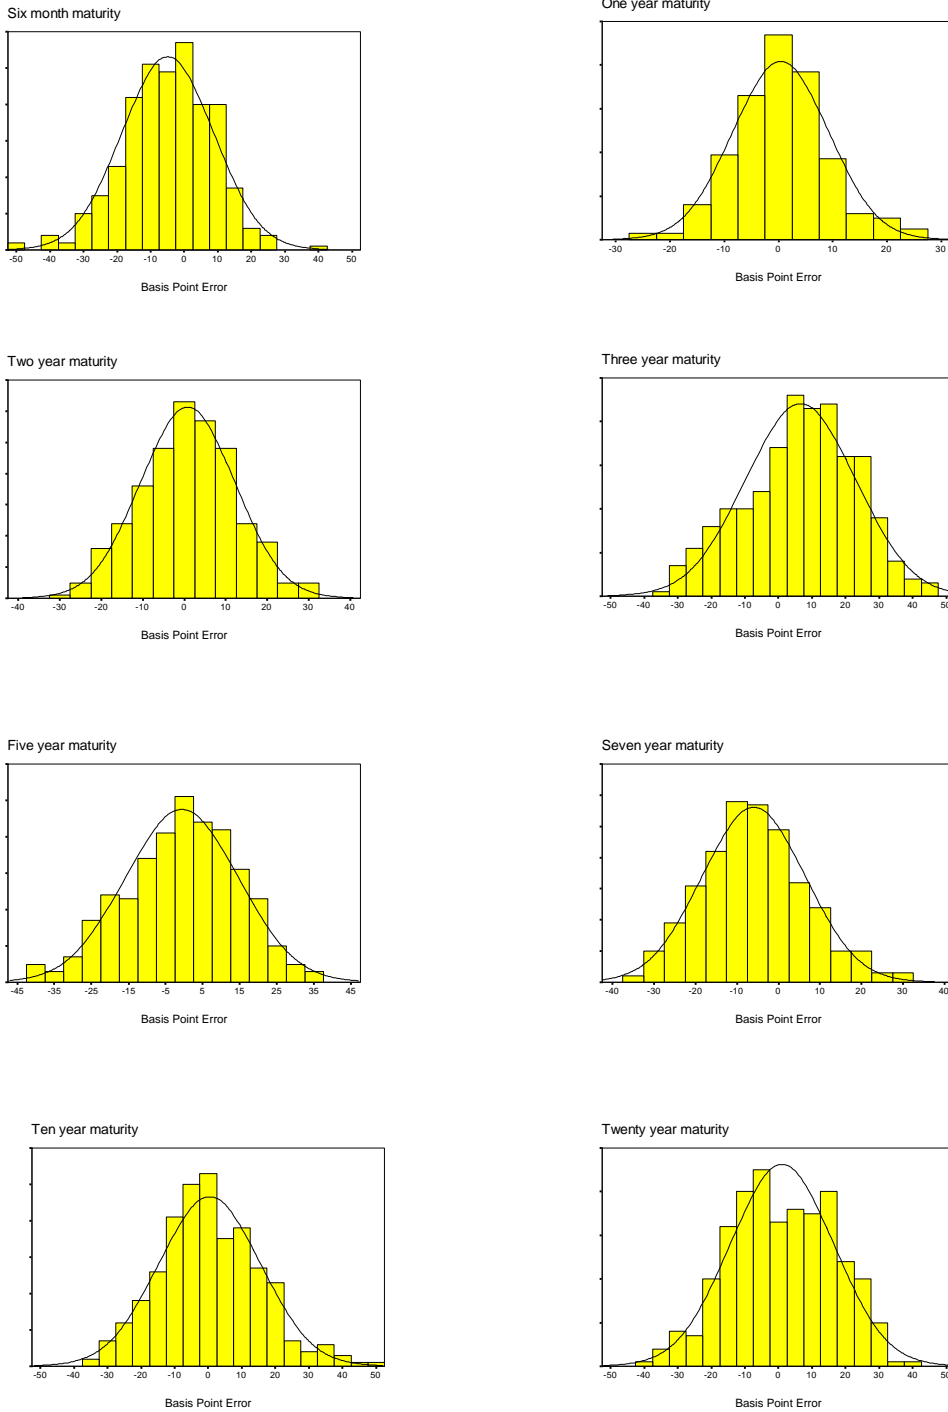 Six month maturity
-50 -40 -30 -20 -10 0 10 20 30 40 50
Basis Point Error
One year maturity
-30 -20 -10 0 10 20 30
Basis Point Error
Two year maturity
-40 -30 -20 -10 0 10 20 30 40
Basis Point Error
Three year maturity
-50 -40 -30 -20 -10 0 10 20 30 40 50
Basis Point Error
Five year maturity
-45 -35 -25 -15 -5 5 15 25 35 45
Basis Point Error
Seven year maturity
-40 -30 -20 -10 0 10 20 30 40
Basis Point Error
Ten year maturity
-50 -40 -30 -20 -10 0 10 20 30 40 50
Basis Point Error
Twenty year maturity
-50 -40 -30 -20 -10 0 10 20 30 40 50
Basis Point Error